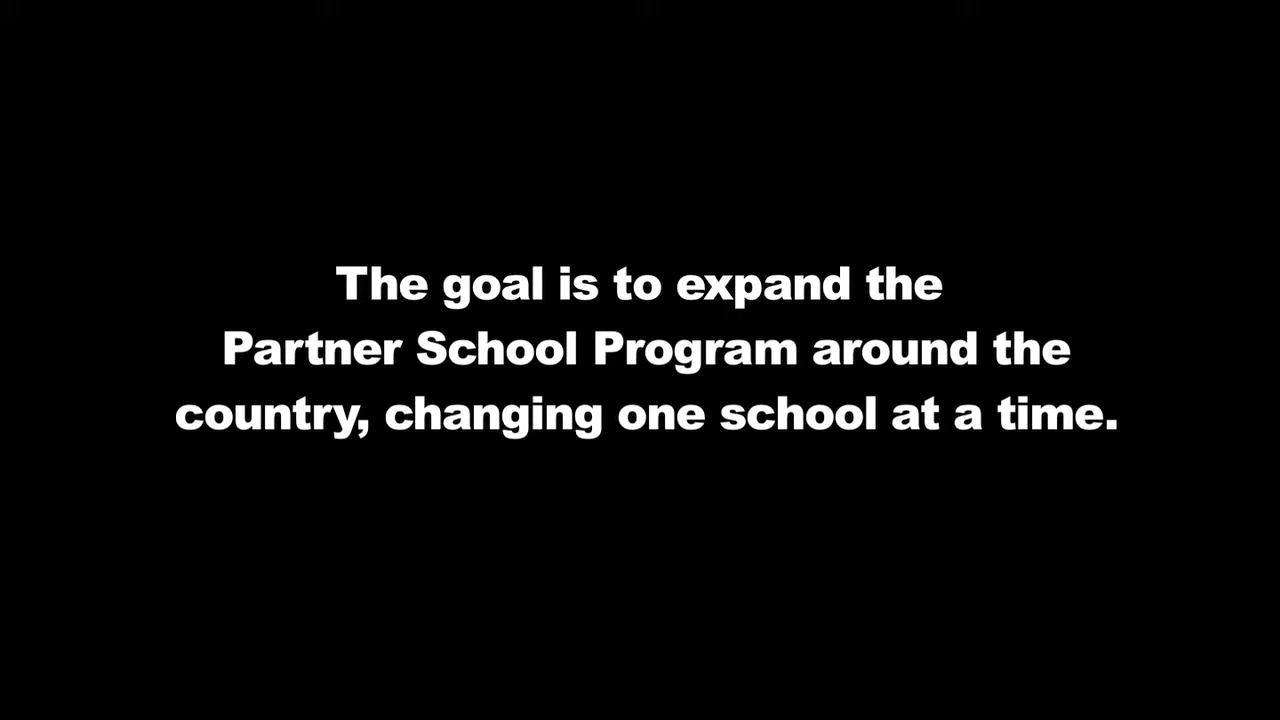 The goal is to expand the
Partner School Program around the
country, changing one school at a time.